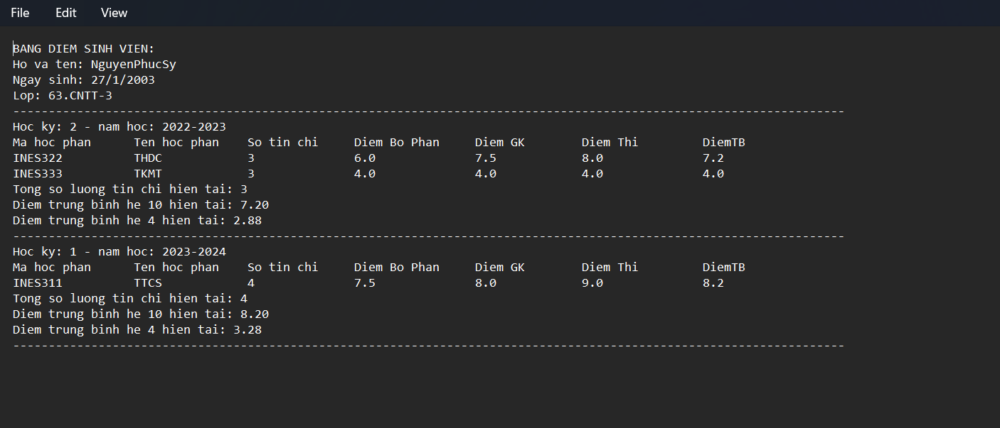 File Edit View
BANG DIEM SINH VIEN:
Ho va ten: NguyenPhucSy
Ngay sinh: 27/1/2003
Lop: 63.CNTT-3
---------------------------------------------------------------------------------------------------------------------
Hoc ky: 2 - nam hoc: 2022-2023
Ma hoc phan      Ten hoc phan    So tin chi     Diem Bo Phan     Diem GK        Diem Thi         DiemTB
INES322          THDC            3              6.0              7.5            8.0              7.2
INES333          TKMT            3              4.0              4.0            4.0              4.0
Tong so luong tin chi hien tai: 3
Diem trung binh he 10 hien tai: 7.20
Diem trung binh he 4 hien tai: 2.88
---------------------------------------------------------------------------------------------------------------------
Hoc ky: 1 - nam hoc: 2023-2024
Ma hoc phan      Ten hoc phan    So tin chi     Diem Bo Phan     Diem GK        Diem Thi         DiemTB
INES311          TTCS            4              7.5              8.0            9.0              8.2
Tong so luong tin chi hien tai: 4
Diem trung binh he 10 hien tai: 8.20
Diem trung binh he 4 hien tai: 3.28
---------------------------------------------------------------------------------------------------------------------